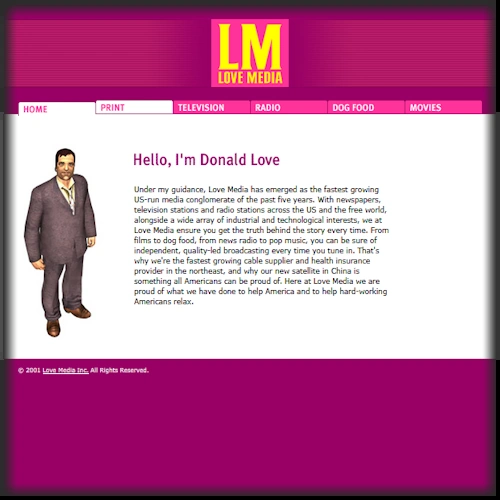 LM
LOVE MEDIA
HOME PRINT TELEVISION RADIO DOG FOOD MOVIES
Hello, I'm Donald Love
Under my guidance, Love Media has emerged as the fastest growing
US-run media conglomerate of the past five years. With newspapers,
television stations and radio stations across the US and the free world,
alongside a wide array of industrial and technological interests, we at
Love Media ensure you get the truth behind the story every time. From
films to dog food, from news radio to pop music, you can be sure of
independent, quality-led broadcasting every time you tune in. That's
why we're the fastest growing cable supplier and health insurance
provider in the northeast, and why our new satellite in China is
something all Americans can be proud of. Here at Love Media we are
proud of what we have done to help America and to help hard-working
Americans relax.
© 2001 Love Media Inc. All Rights Reserved.